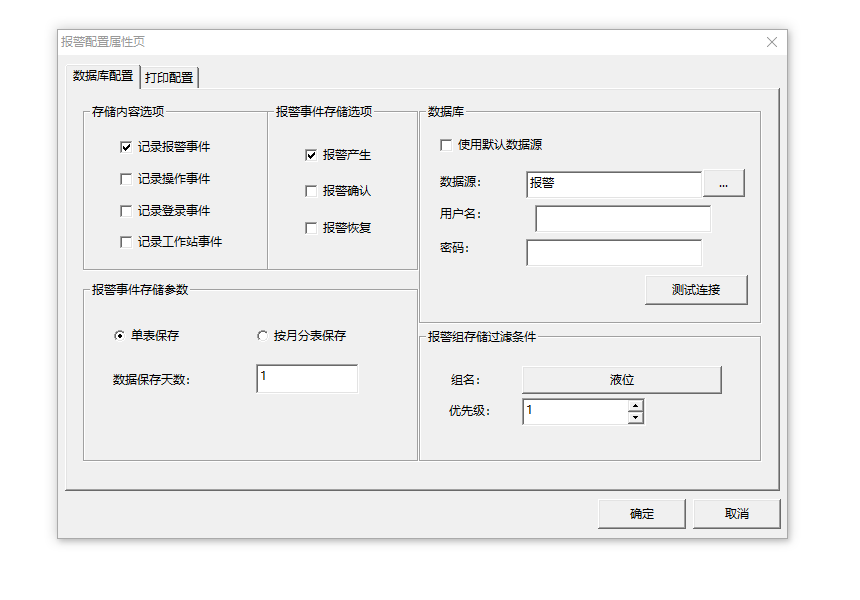 报警配置属性页
数据库配置 打印配置
存储内容选项
记录报警事件
记录操作事件
记录登录事件
记录工作站事件
报警事件存储选项
报警产生
报警确认
报警恢复
数据库
使用默认数据源
数据源: 报警 ...
用户名:
密码:
测试连接
报警事件存储参数
单表保存 按月分表保存
数据保存天数: 1
报警组存储过滤条件
组名: 液位
优先级: 1
确定 取消